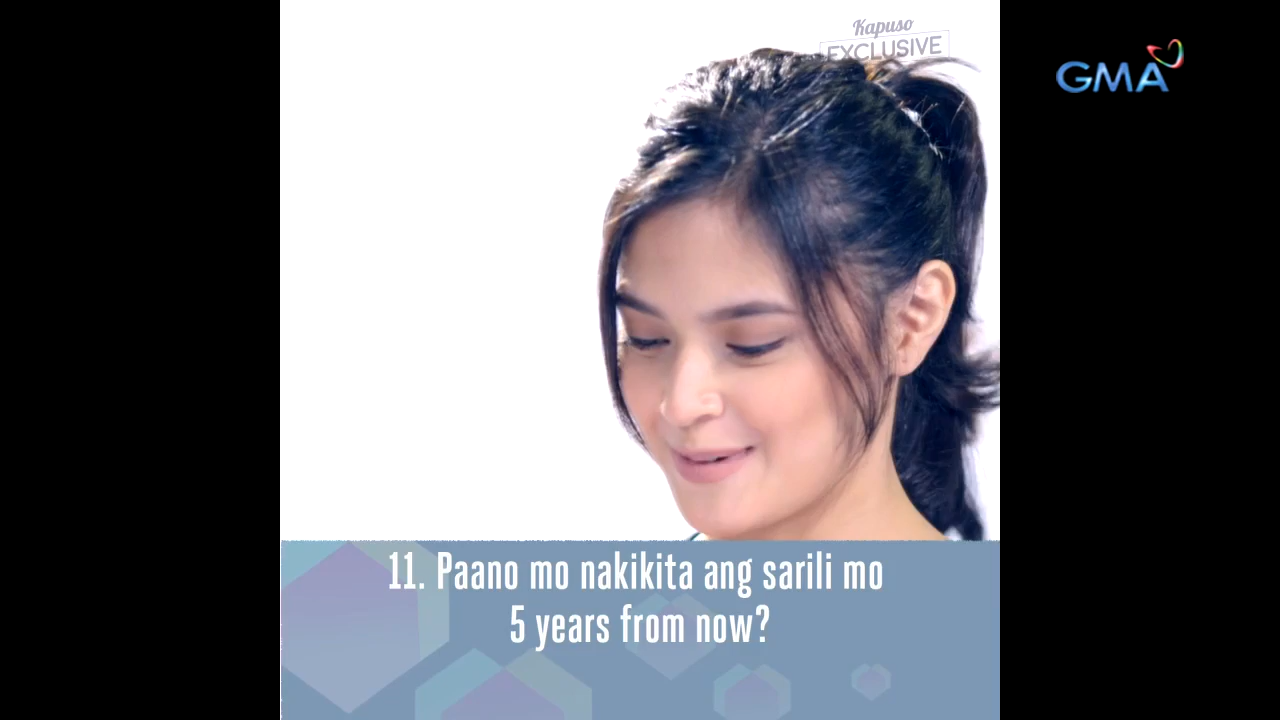 Kapuso
EXCLUSIVE
GMA
11. Paano mo nakikita ang sarili mo
5 years from now?